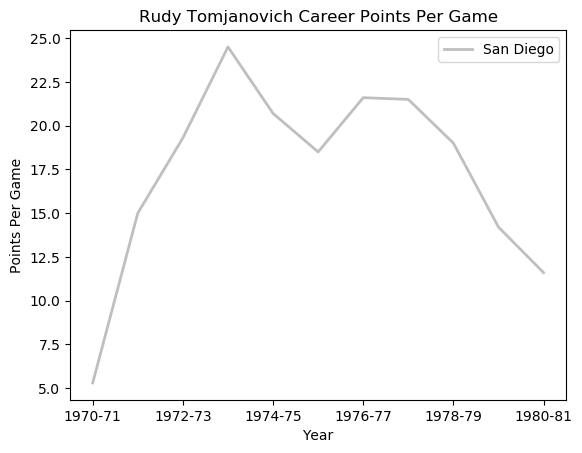 Rudy Tomjanovich Career Points Per Game
San Diego
Points Per Game
25.0
22.5
20.0
17.5
15.0
12.5
10.0
7.5
5.0
1970-71 1972-73 1974-75 1976-77 1978-79 1980-81
Year